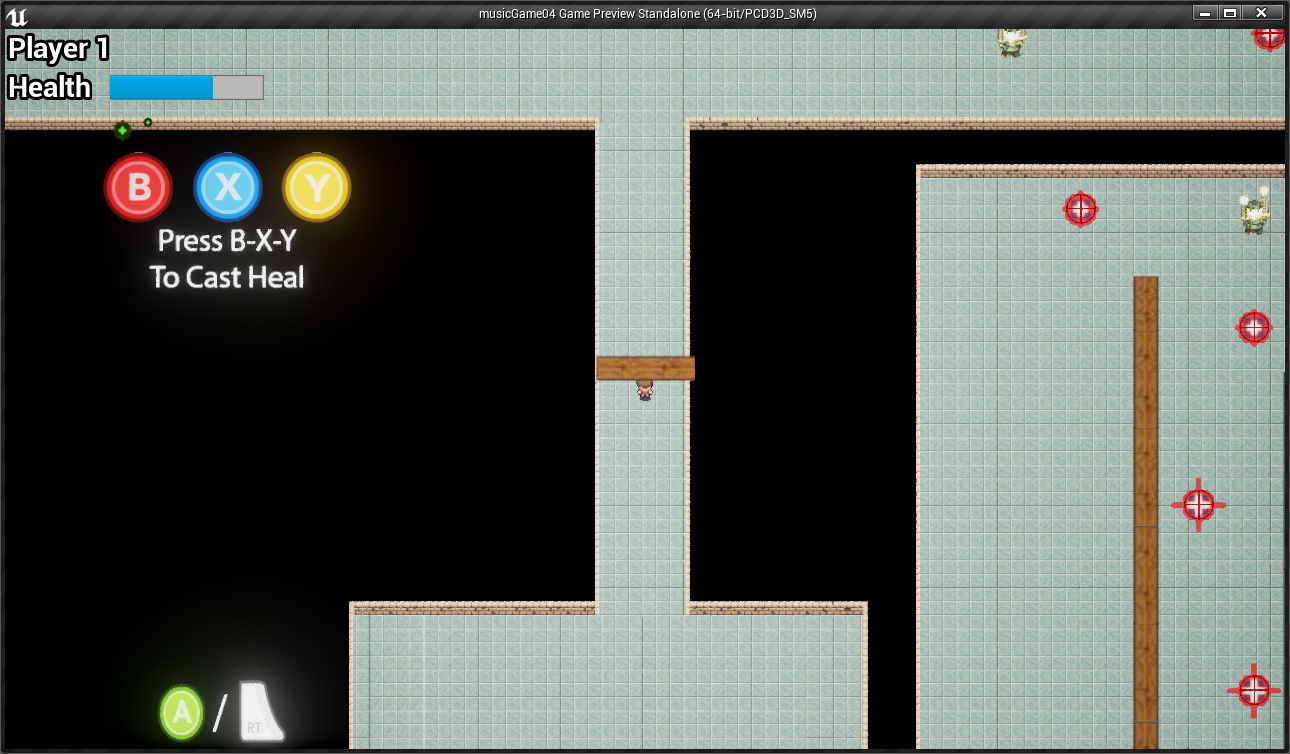 musicGame04 Game Preview Standalone (64-bit/PCD3D_SM5)
Player 1
Health
B X Y
Press B-X-Y
To Cast Heal
A / RT